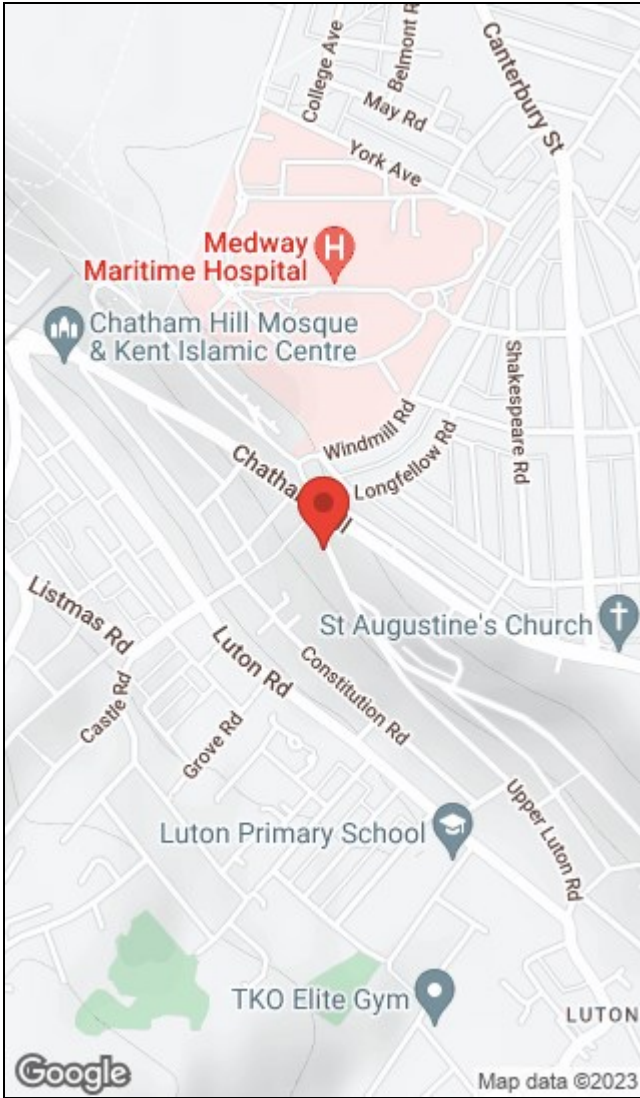 College Ave
Belmont R
May Rd
Canterbury St
York Ave
Medway
Maritime Hospital
H
Chatham Hill Mosque
& Kent Islamic Centre
Shakespeare Rd
Windmill Rd
Longfellow Rd
Chatha
ll
Listmas Rd
St Augustine's Church
Luton Rd
Constitution Rd
Castle Rd
Grove Rd
Upper Luton Rd
Luton Primary School
TKO Elite Gym
LUTON
Google
Map data ©2023